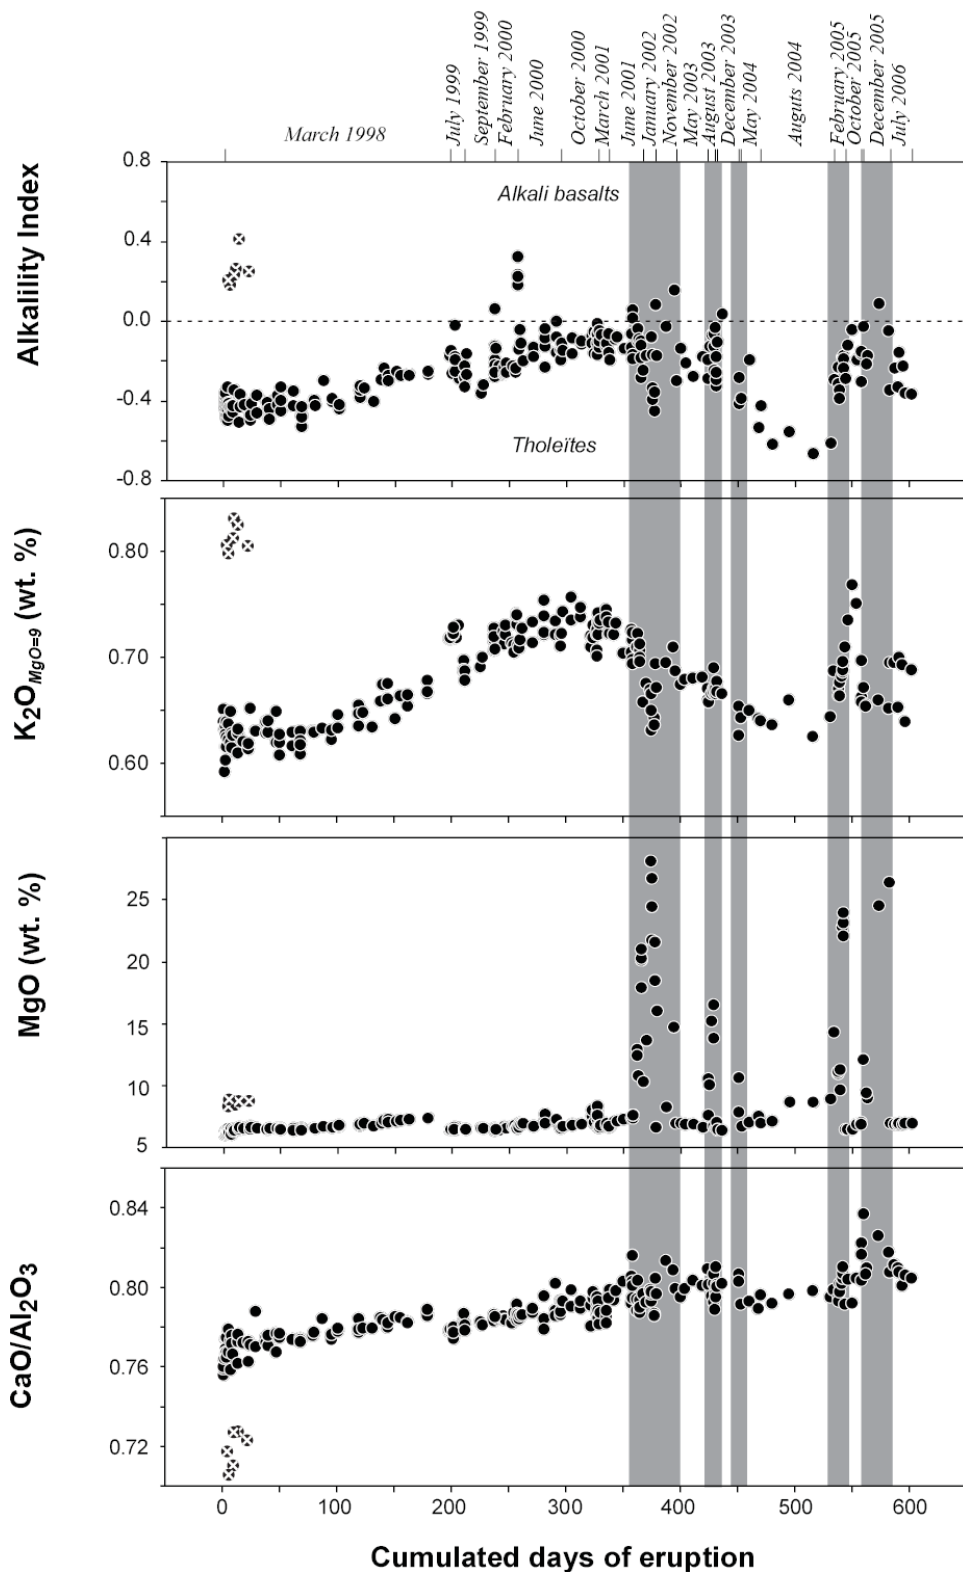 March 1998
July 1999
September 1999
February 2000
June 2000
October 2000
March 2001
June 2001
January 2002
November 2002
May 2003
August 2003
December 2003
May 2004
Auguts 2004
February 2005
October 2005
December 2005
July 2006
Alkalility Index
0.8
0.4
0.0
-0.4
-0.8
Alkali basalts
Tholeïtes
K2OMgO=9 (wt. %)
0.80
0.70
0.60
MgO (wt. %)
25
20
15
10
5
CaO/Al2O3
0.84
0.80
0.76
0.72
0 100 200 300 400 500 600
Cumulated days of eruption